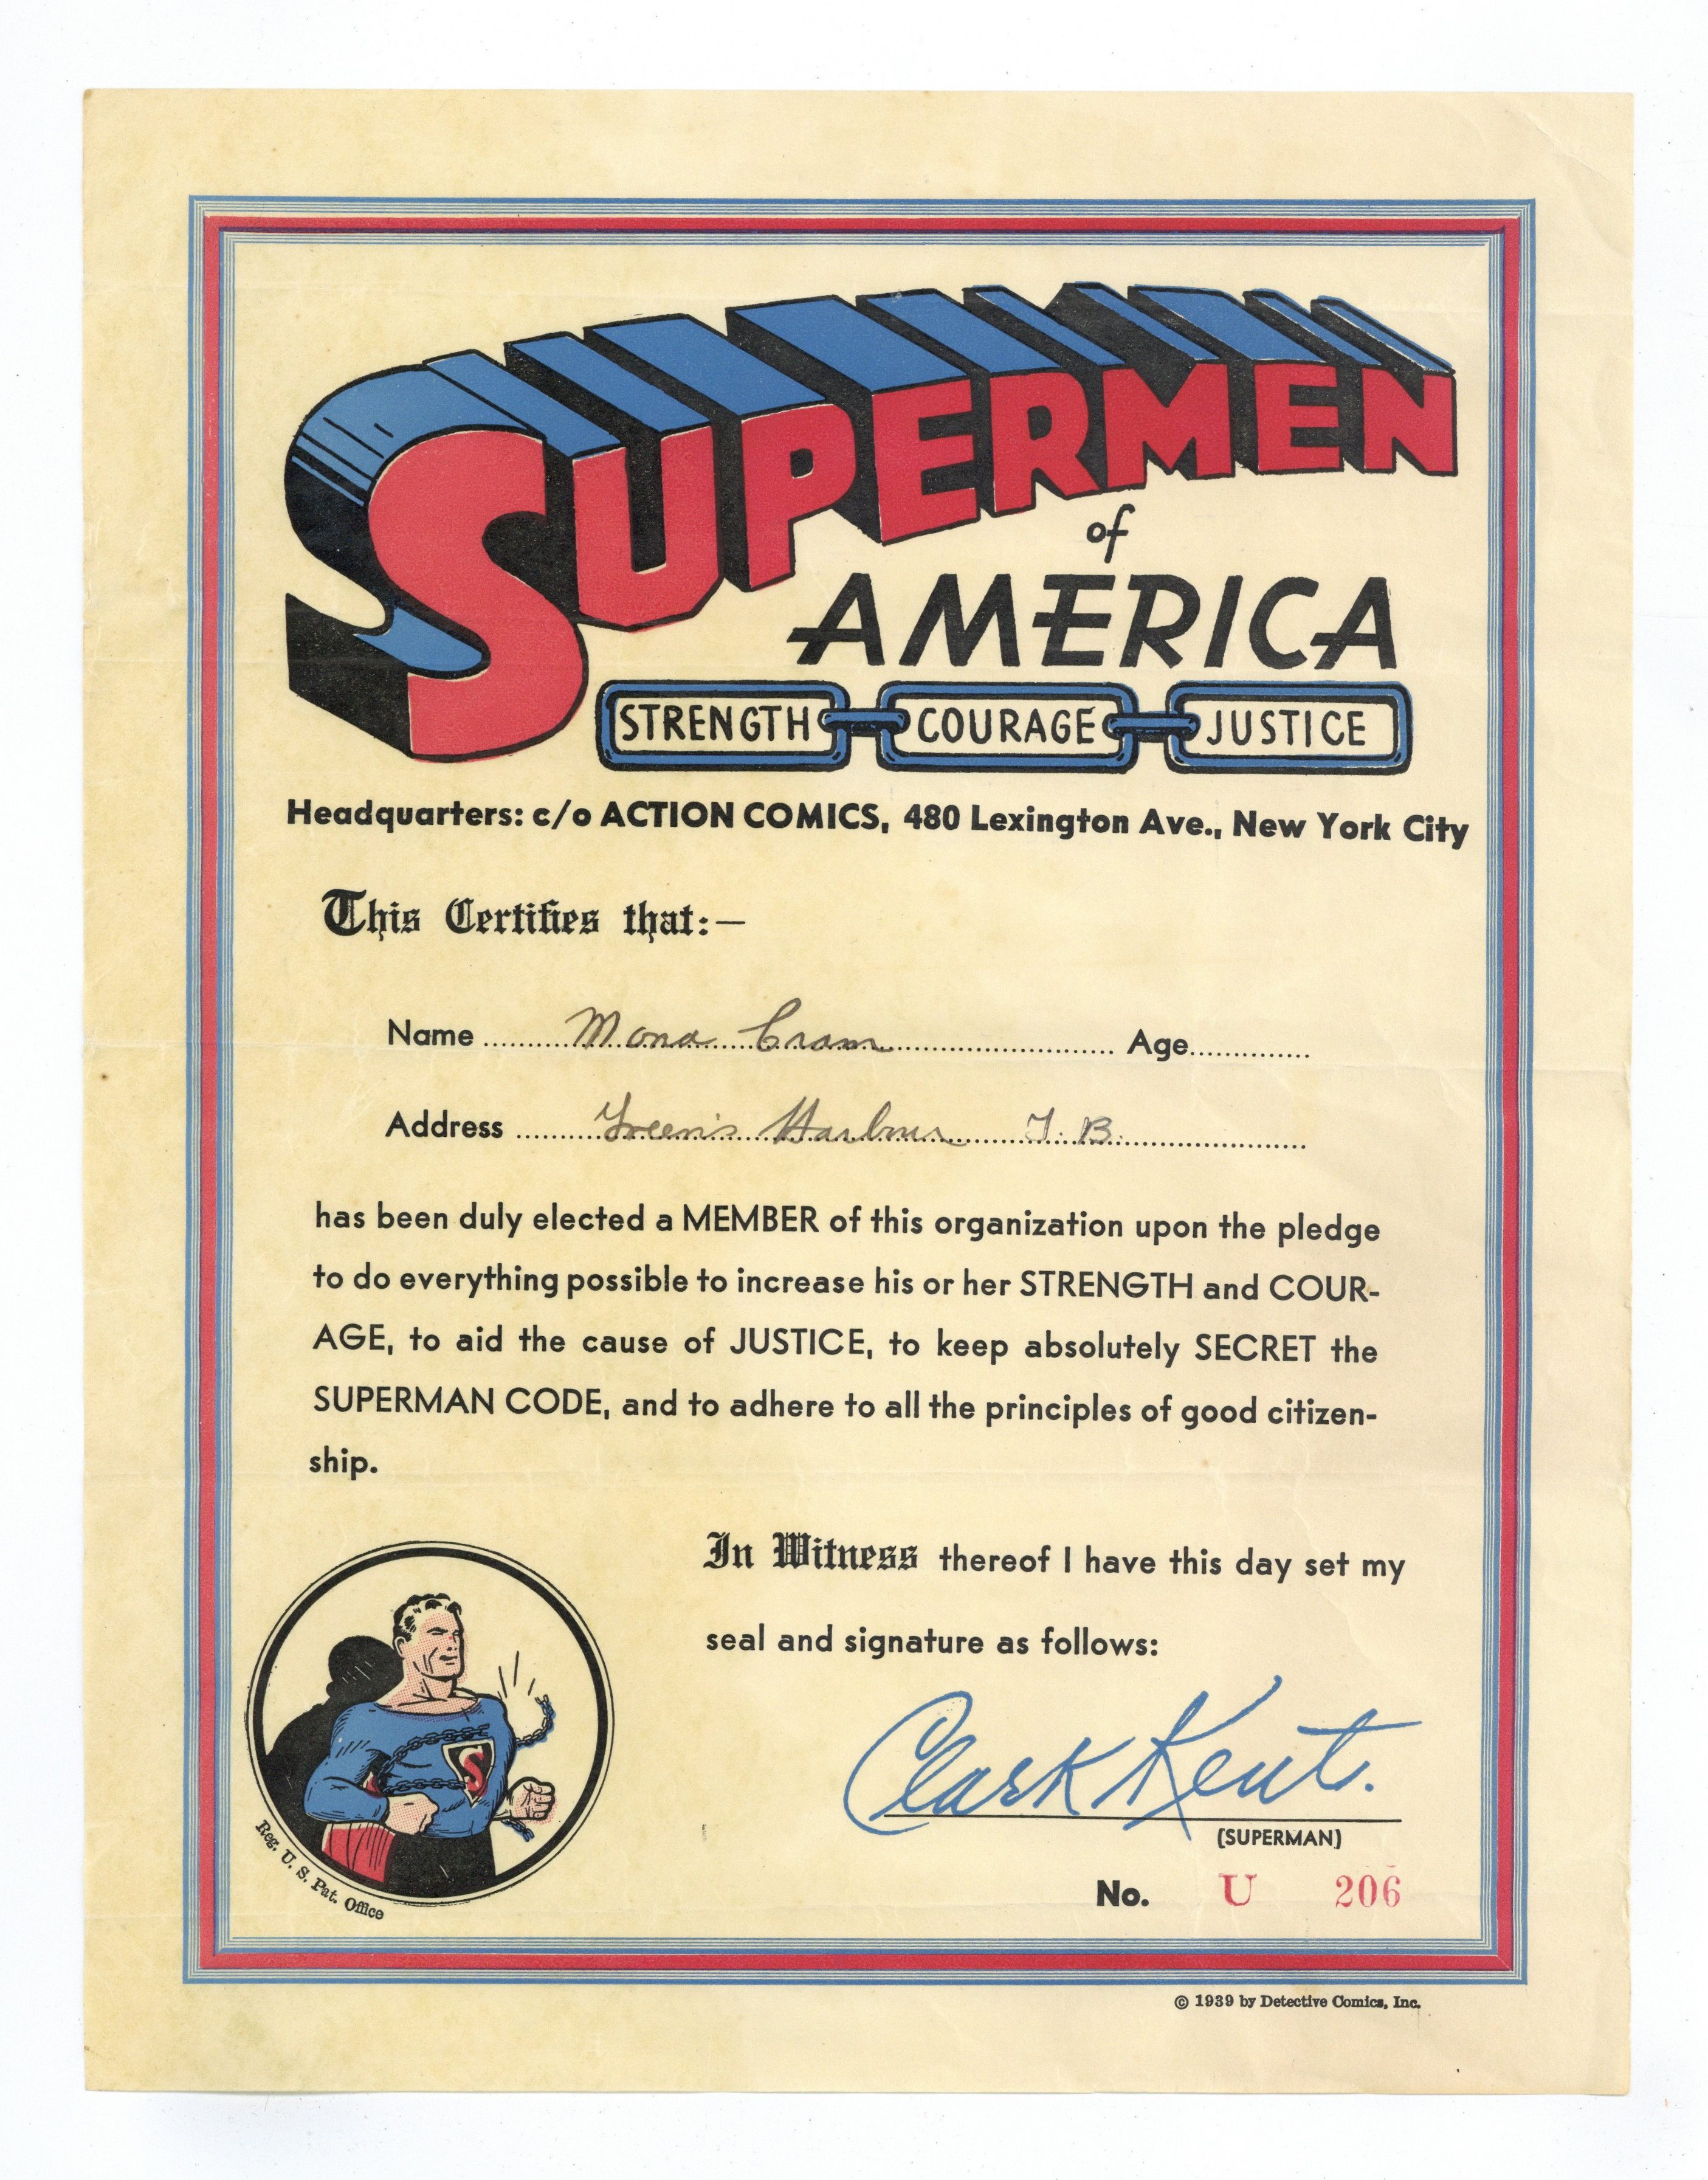 SUPERMEN
of
AMERICA
STRENGTH COURAGE JUSTICE
Headquarters: c/o ACTION COMICS, 480 Lexington Ave., New York City
This Certifies that:—
Name Mona Cram Age
Address Green's Harbour T. B.
has been duly elected a MEMBER of this organization upon the pledge
to do everything possible to increase his or her STRENGTH and COUR-
AGE, to aid the cause of JUSTICE, to keep absolutely SECRET the
SUPERMAN CODE, and to adhere to all the principles of good citizen-
ship.
In Witness thereof I have this day set my
seal and signature as follows:
Clark Kent.
(SUPERMAN)
No. U 206
S
Reg. U. S. Pat. Office
© 1939 by Detective Comics, Inc.